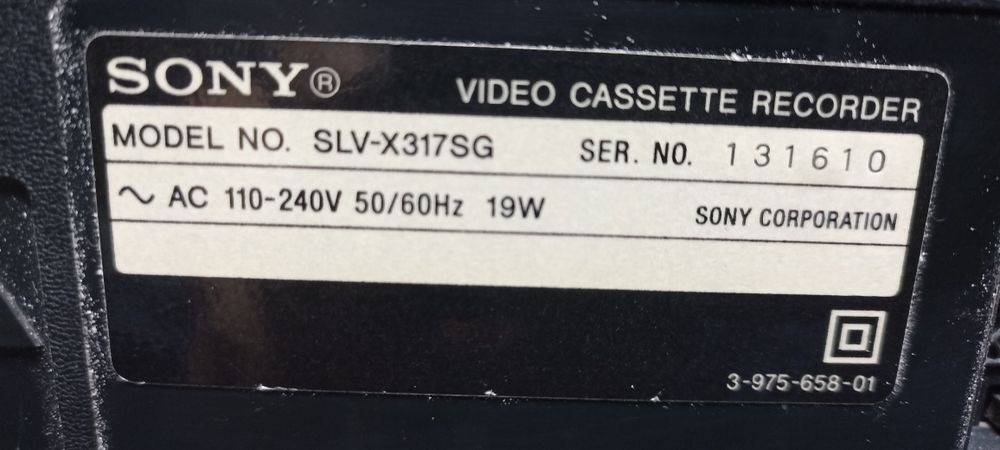 SONY®
VIDEO CASSETTE RECORDER
MODEL NO. SLV-X317SG SER. NO. 131610
~ AC 110-240V 50/60Hz 19W SONY CORPORATION
3-975-658-01